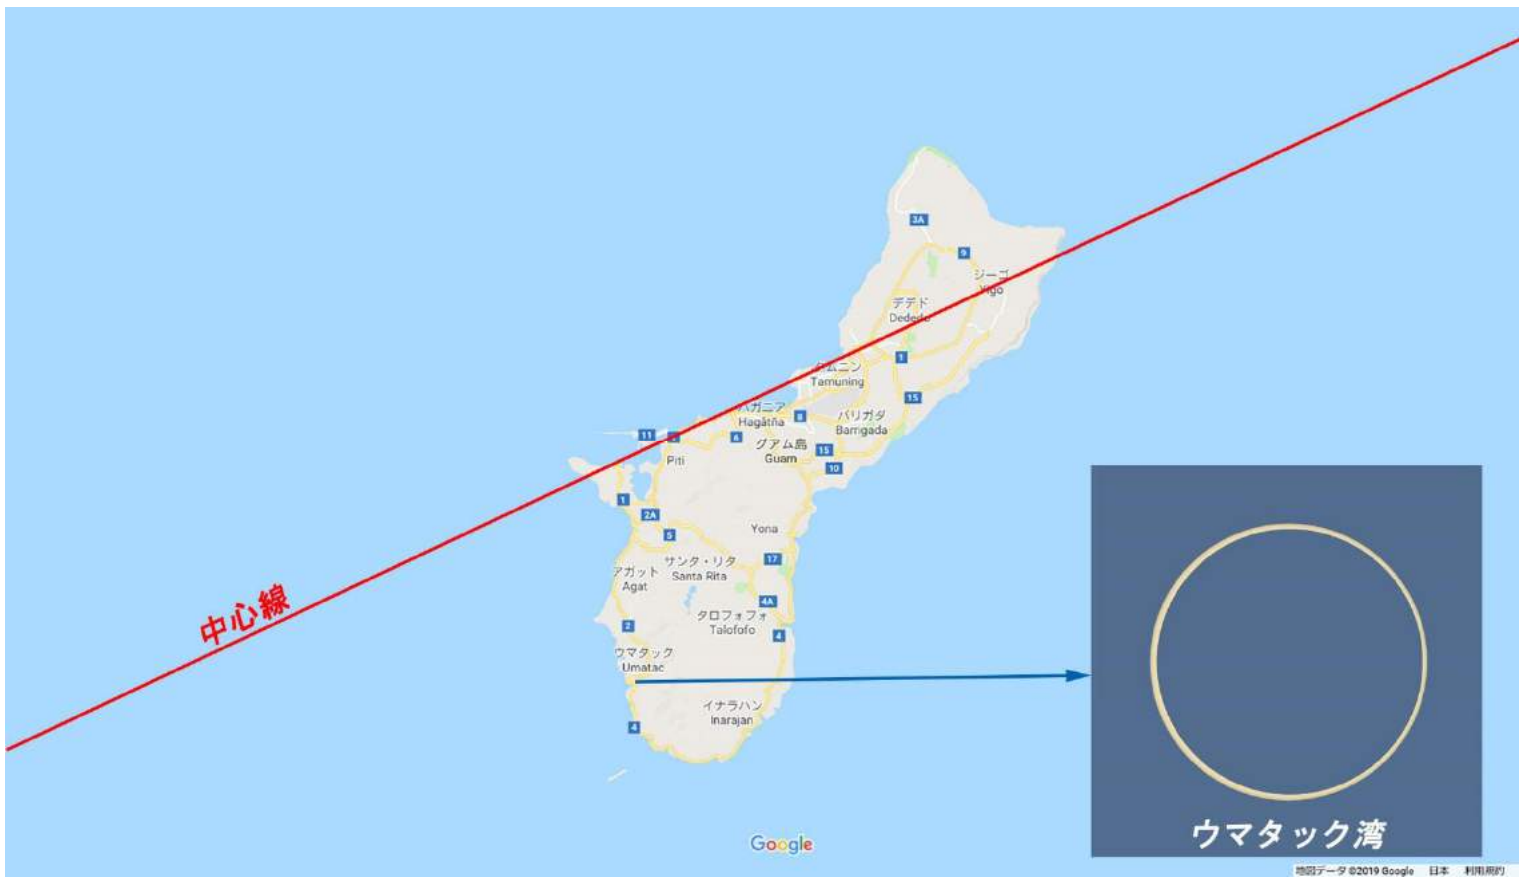 3A
9
ジーゴ
Yigo
デデド
Dededo
1
タムニン
Tamuning
15
ハガニア
Hagåtña
8
バリガダ
Barrigada
11
6
グアム島
Guam
15
10
Piti
1
2A
5
Yona
17
サンタ・リタ
Santa Rita
アガット
Agat
4A
中心線
タロフォフォ
Talofofo
2
4
ウマタック
Umatac
イナラハン
Inarajan
4
ウマタック湾
Google
地図データ ©2019 Google 日本 利用規約